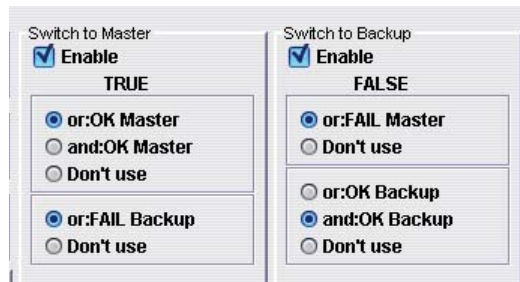 Switch to Master
Enable
TRUE
or:OK Master
and:OK Master
Don't use
or:FAIL Backup
Don't use
Switch to Backup
Enable
FALSE
or:FAIL Master
Don't use
or:OK Backup
and:OK Backup
Don't use